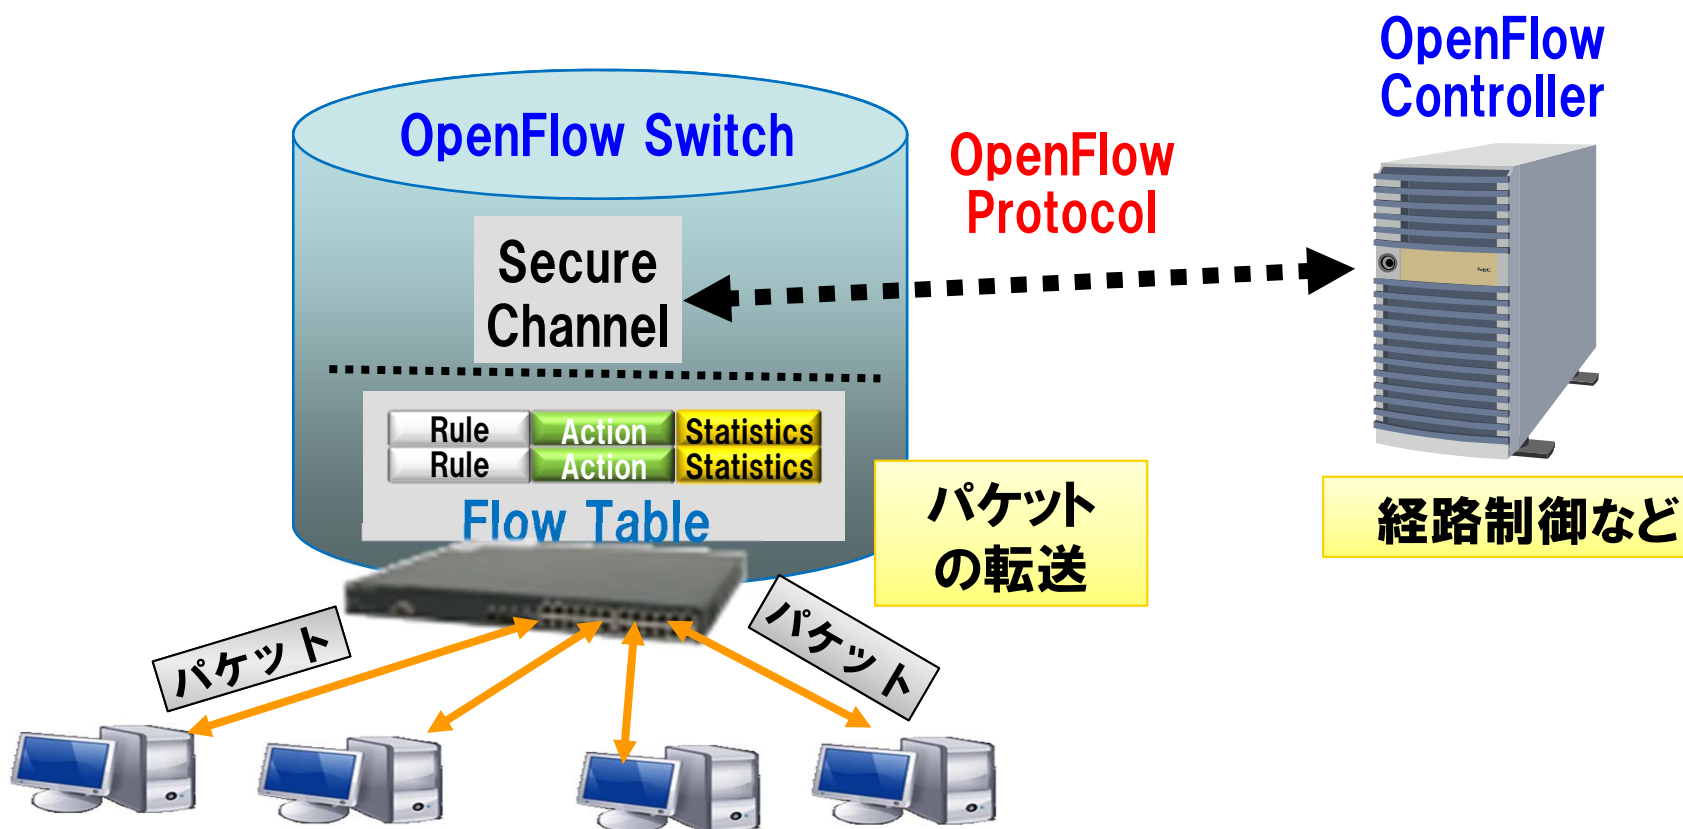 OpenFlow
Controller
OpenFlow Switch
OpenFlow
Protocol
Secure
Channel
NEC
Rule Action Statistics
Rule Action Statistics
Flow Table
パケット
の転送
経路制御など
パケット
パケット